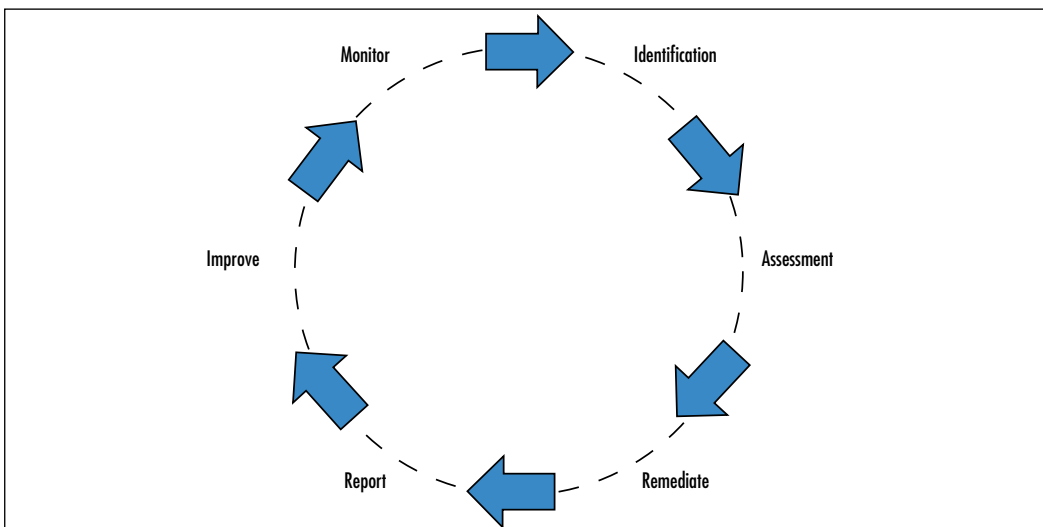 Monitor
Identification
Improve
Assessment
Report
Remediate